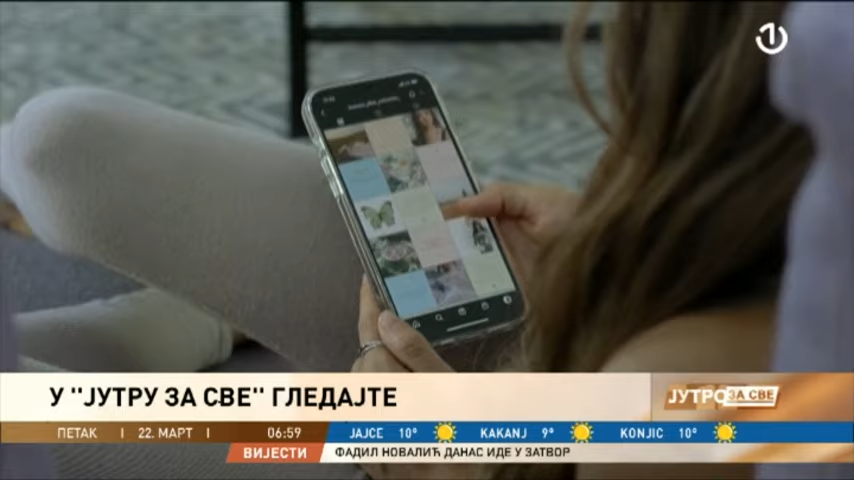 1
У "ЈУТРУ ЗА СВЕ" ГЛЕДАЈТЕ
ЈУТРО ЗА СВЕ
ПЕТАК | 22. МАРТ | 06:59 JAJCE 10° KAKANJ 9° KONJIC 10°
ВИЈЕСТИ ФАДИЛ НОВАЛИЋ ДАНАС ИДЕ У ЗАТВОР